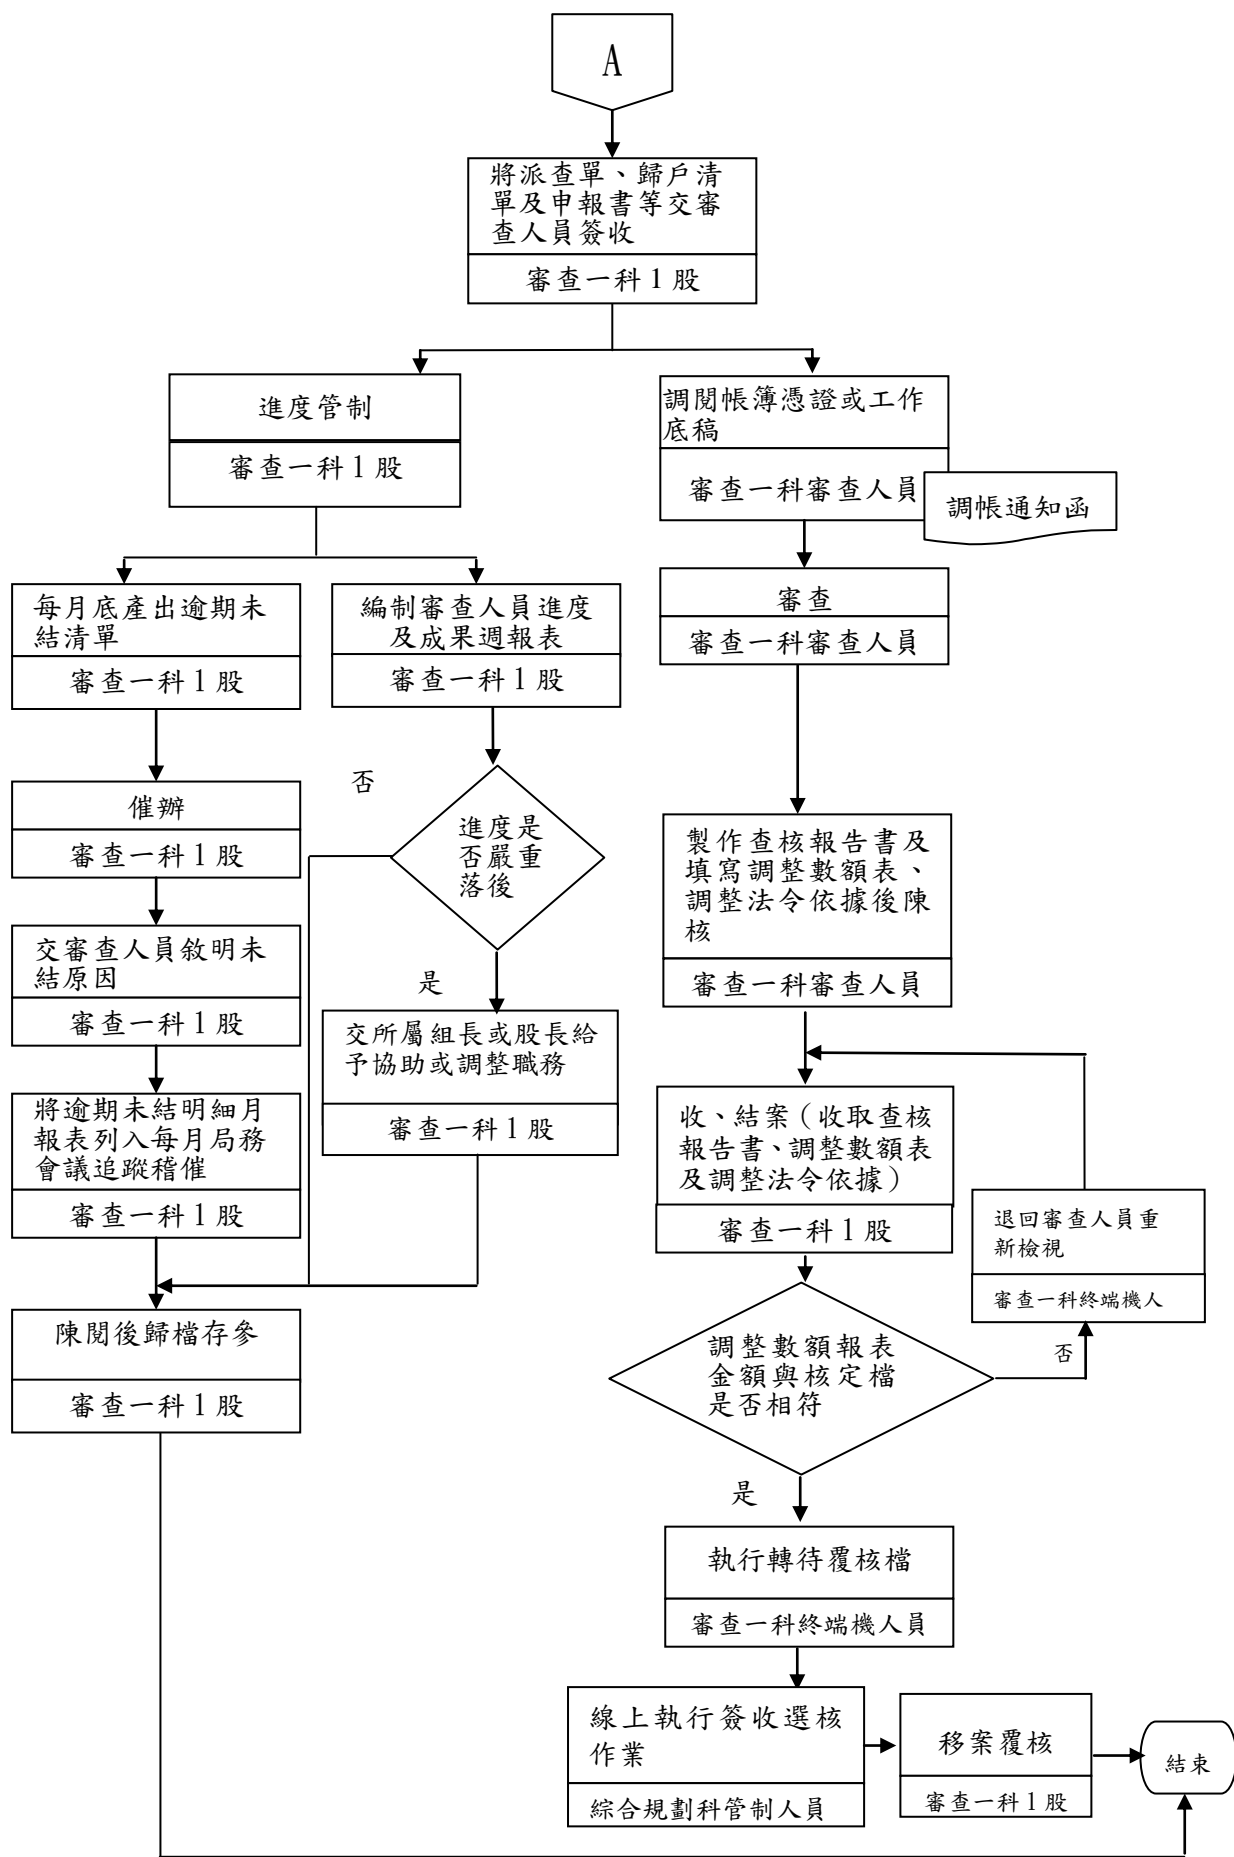 A
將派查單、歸戶清
單及申報書等交審
查人員簽收
審查一科1股
進度管制
審查一科1股
調閱帳簿憑證或工作
底稿
審查一科審查人員
調帳通知函
每月底產出逾期未
結清單
審查一科1股
編制審查人員進度
及成果週報表
審查一科1股
審查
審查一科審查人員
催辦
審查一科1股
否
進度是
否嚴重
落後
是
製作查核報告書及
填寫調整數額表、
調整法令依據後陳
核
審查一科審查人員
交審查人員敘明未
結原因
審查一科1股
交所屬組長或股長給
予協助或調整職務
審查一科1股
將逾期未結明細月
報表列入每月局務
會議追蹤稽催
審查一科1股
收、結案（收取查核
報告書、調整數額表
及調整法令依據）
審查一科1股
退回審查人員重
新檢視
審查一科終端機人
陳閱後歸檔存參
審查一科1股
調整數額報表
金額與核定檔
是否相符
否
是
執行轉待覆核檔
審查一科終端機人員
線上執行簽收選核
作業
綜合規劃科管制人員
移案覆核
審查一科1股
結束